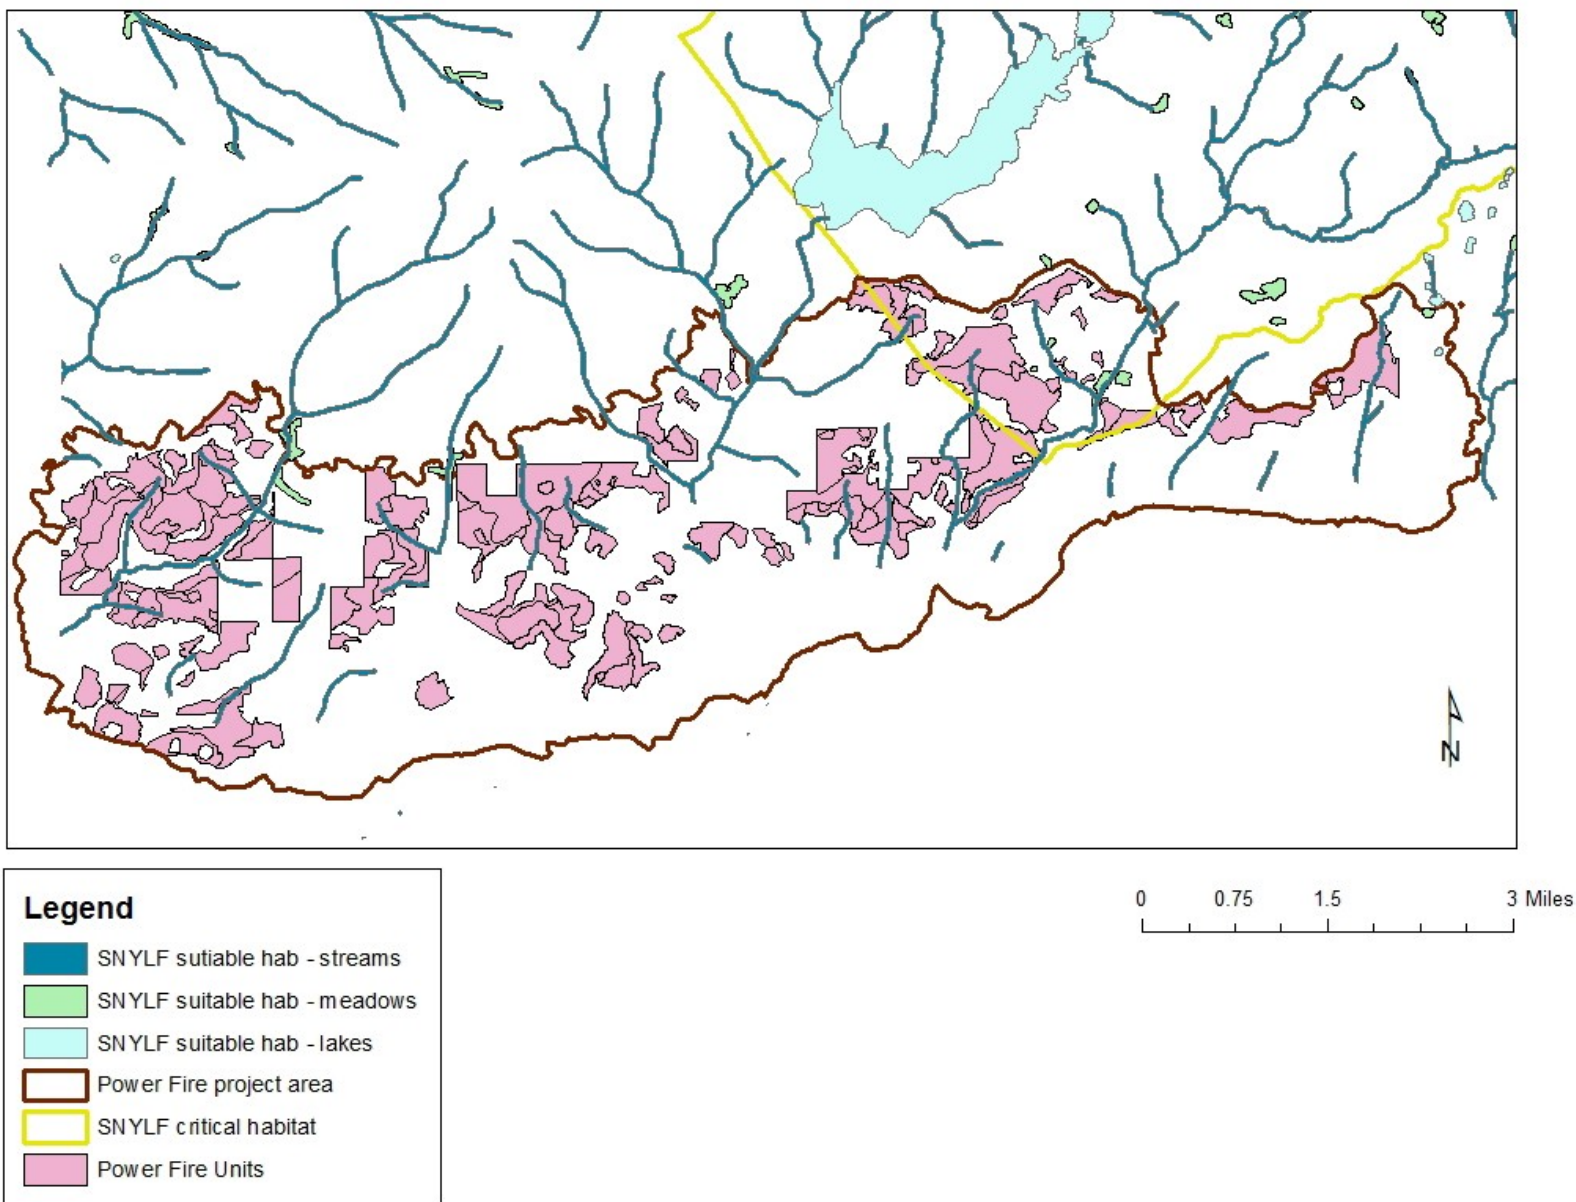 N
0 0.75 1.5 3 Miles
Legend
SNYLF sutiable hab - streams
SNYLF suitable hab - meadows
SNYLF suitable hab - lakes
Power Fire project area
SNYLF critical habitat
Power Fire Units